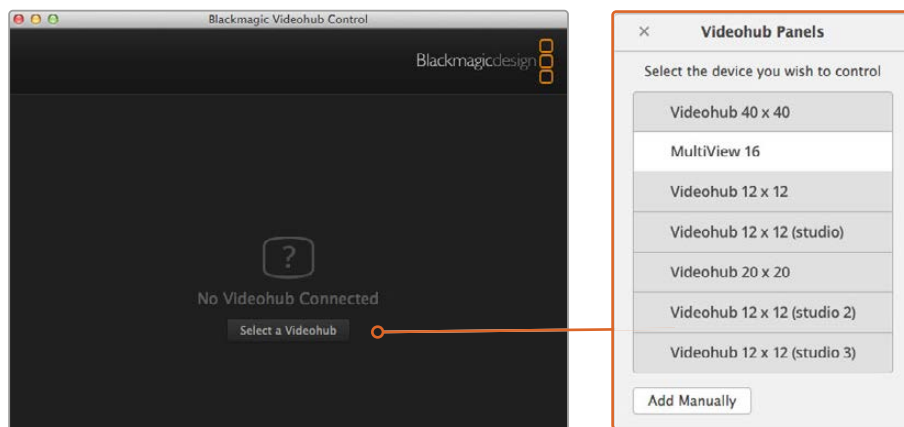 Blackmagic Videohub Control
Blackmagicdesign
?
No Videohub Connected
Select a Videohub
× Videohub Panels
Select the device you wish to control
Videohub 40 x 40
MultiView 16
Videohub 12 x 12
Videohub 12 x 12 (studio)
Videohub 20 x 20
Videohub 12 x 12 (studio 2)
Videohub 12 x 12 (studio 3)
Add Manually